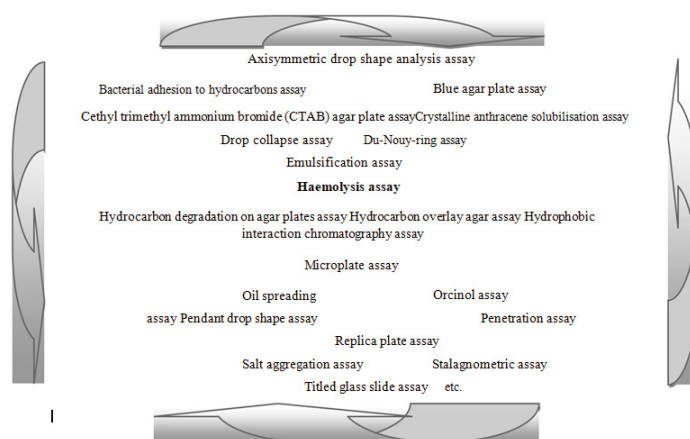 Axisymmetric drop shape analysis assay
Bacterial adhesion to hydrocarbons assay Blue agar plate assay
Cethyl trimethyl ammonium bromide (CTAB) agar plate assayCrystalline anthracene solubilisation assay
Drop collapse assay Du-Nouy-ring assay
Emulsification assay
Haemolysis assay
Hydrocarbon degradation on agar plates assay Hydrocarbon overlay agar assay Hydrophobic
interaction chromatography assay
Microplate assay
Oil spreading Orcinol assay
assay Pendant drop shape assay Penetration assay
Replica plate assay
Salt aggregation assay Stalagnometric assay
Titled glass slide assay etc.